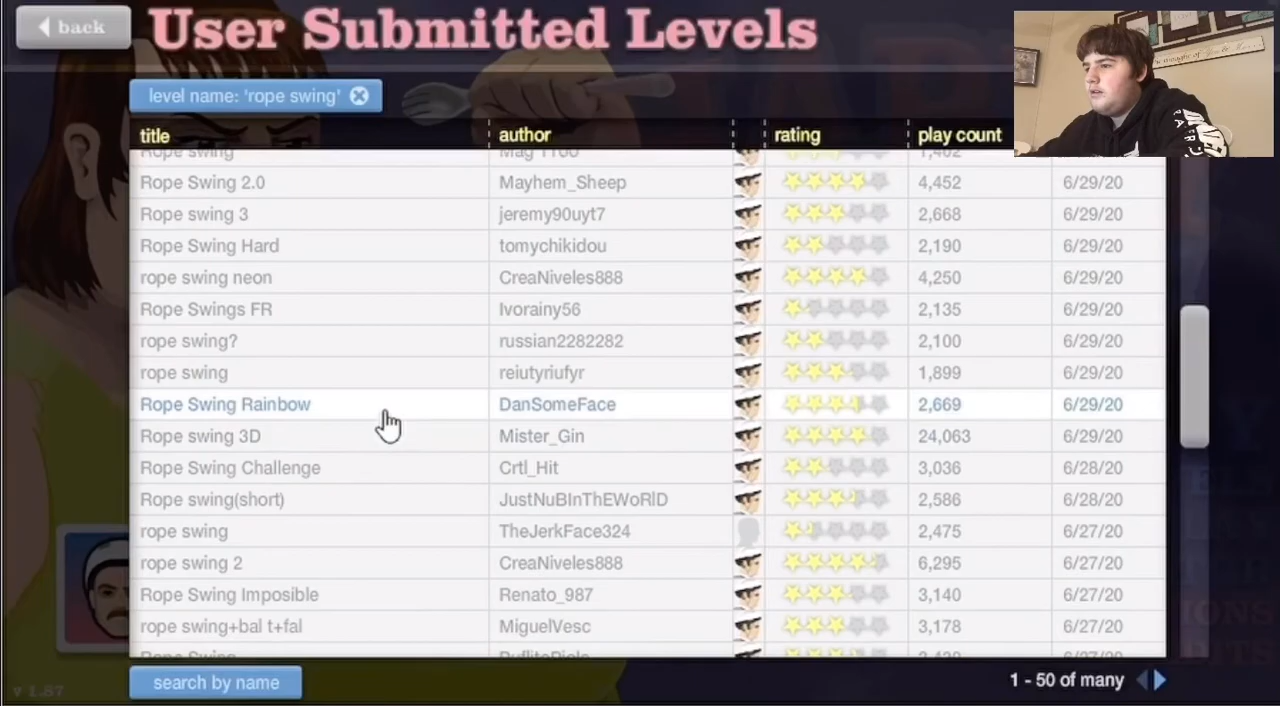 back
User Submitted Levels
level name: 'rope swing'
title author rating play count
Rope swing
Rope Swing 2.0 Mayhem_Sheep 4,452 6/29/20
Rope swing 3 jeremy90uyt7 2,668 6/29/20
Rope Swing Hard tomychikidou 2,190 6/29/20
rope swing neon CreaNiveles888 4,250 6/29/20
Rope Swings FR Ivorainy56 2,135 6/29/20
rope swing? russian2282282 2,100 6/29/20
rope swing reiutyriufyr 1,899 6/29/20
Rope Swing Rainbow DanSomeFace 2,669 6/29/20
Rope swing 3D Mister_Gin 24,063 6/29/20
Rope Swing Challenge Crtl_Hit 3,036 6/28/20
Rope swing(short) JustNuBInThEWoRlD 2,586 6/28/20
rope swing TheJerkFace324 2,475 6/27/20
rope swing 2 CreaNiveles888 6,295 6/27/20
Rope Swing Imposible Renato_987 3,140 6/27/20
rope swing+bal t+fal MiguelVesc 3,178 6/27/20
Rope Swing
v 1.87
search by name
1 - 50 of many